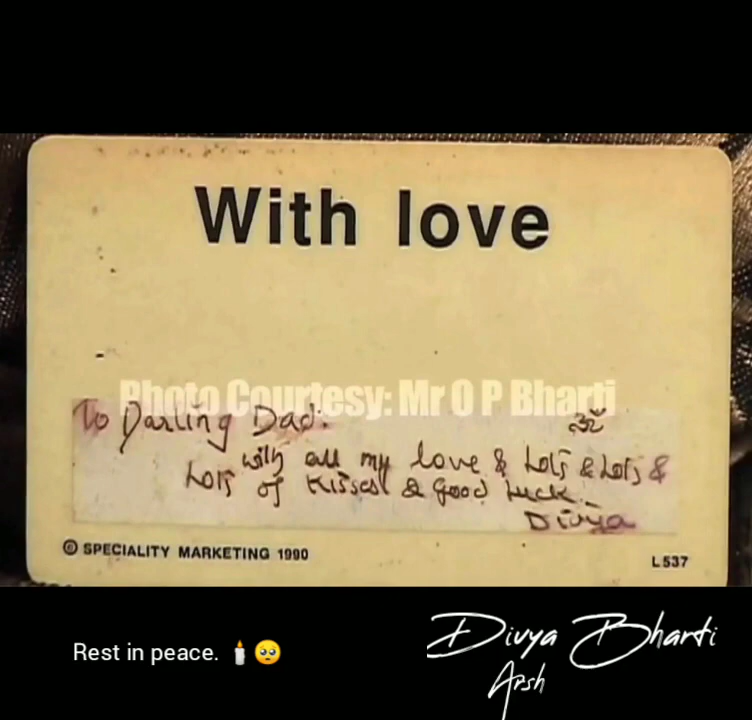 With love
Photo Courtesy: Mr O P Bharti
To Darling Dad:
ॐ
with all my love & Lots & Lots &
Lots of Kisses & Good Luck.
Divya
© SPECIALITY MARKETING 1990
L537
Rest in peace. 🕯️🥺
Divya Bharti
Arsh